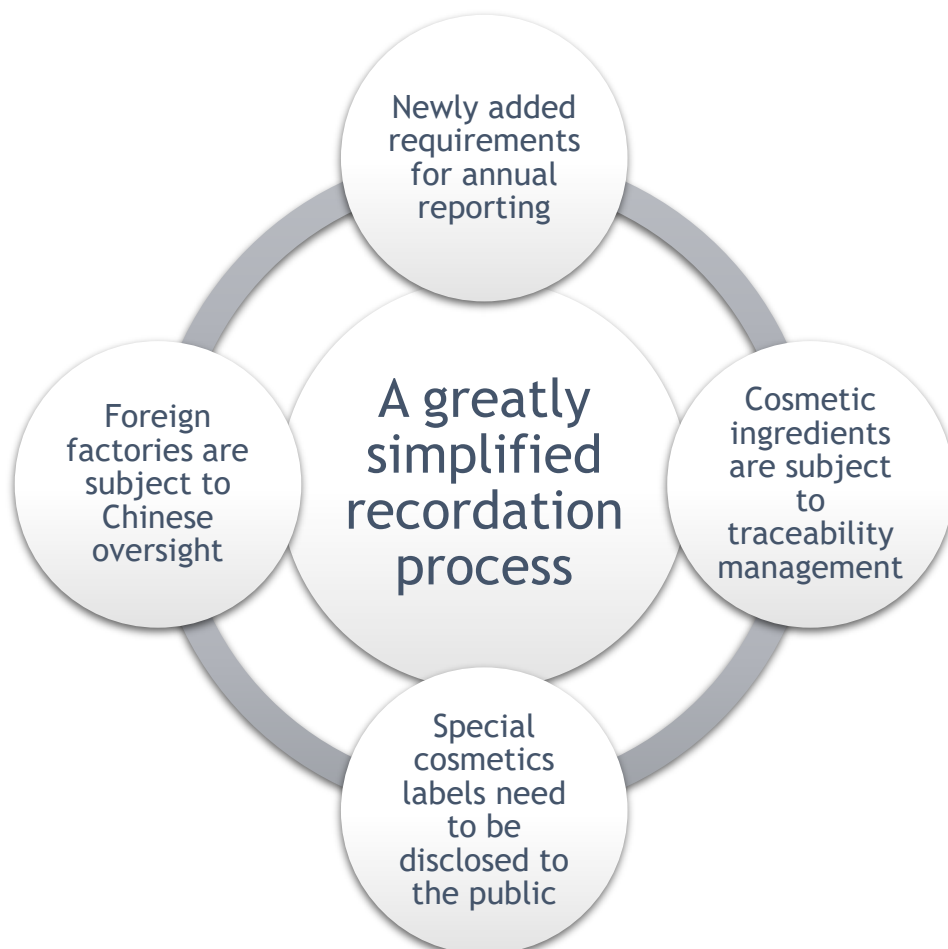 Newly added
requirements
for annual
reporting
Foreign
factories are
subject to
Chinese
oversight
A greatly
simplified
recordation
process
Cosmetic
ingredients
are subject
to
traceability
management
Special
cosmetics
labels need
to be
disclosed to
the public